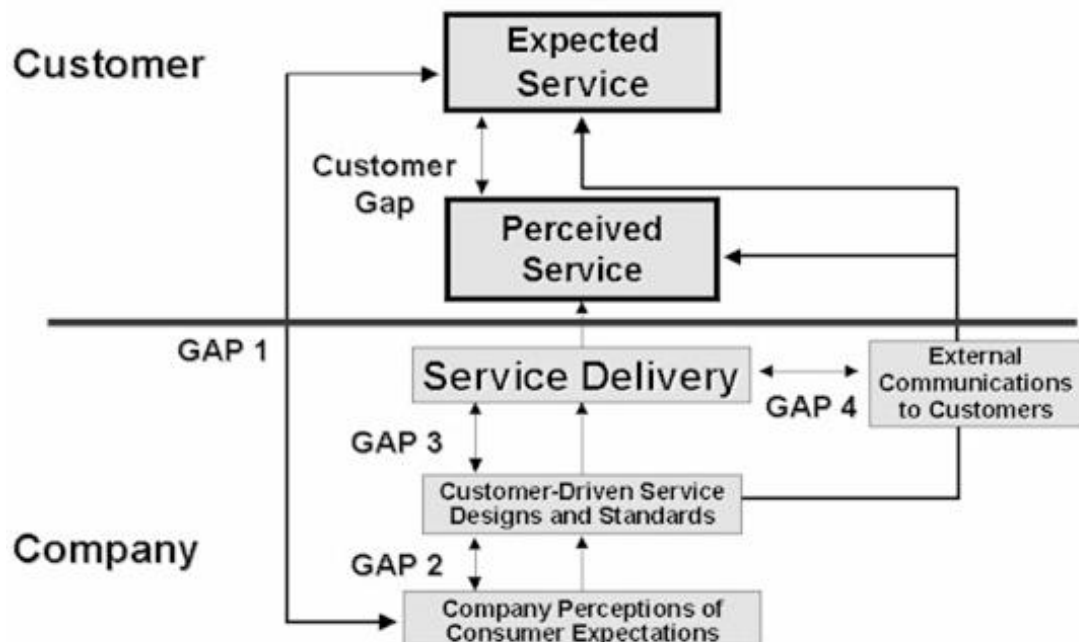 Customer
Expected
Service
Customer
Gap
Perceived
Service
GAP 1
Service Delivery
External
Communications
to Customers
GAP 4
GAP 3
Customer-Driven Service
Designs and Standards
Company
GAP 2
Company Perceptions of
Consumer Expectations